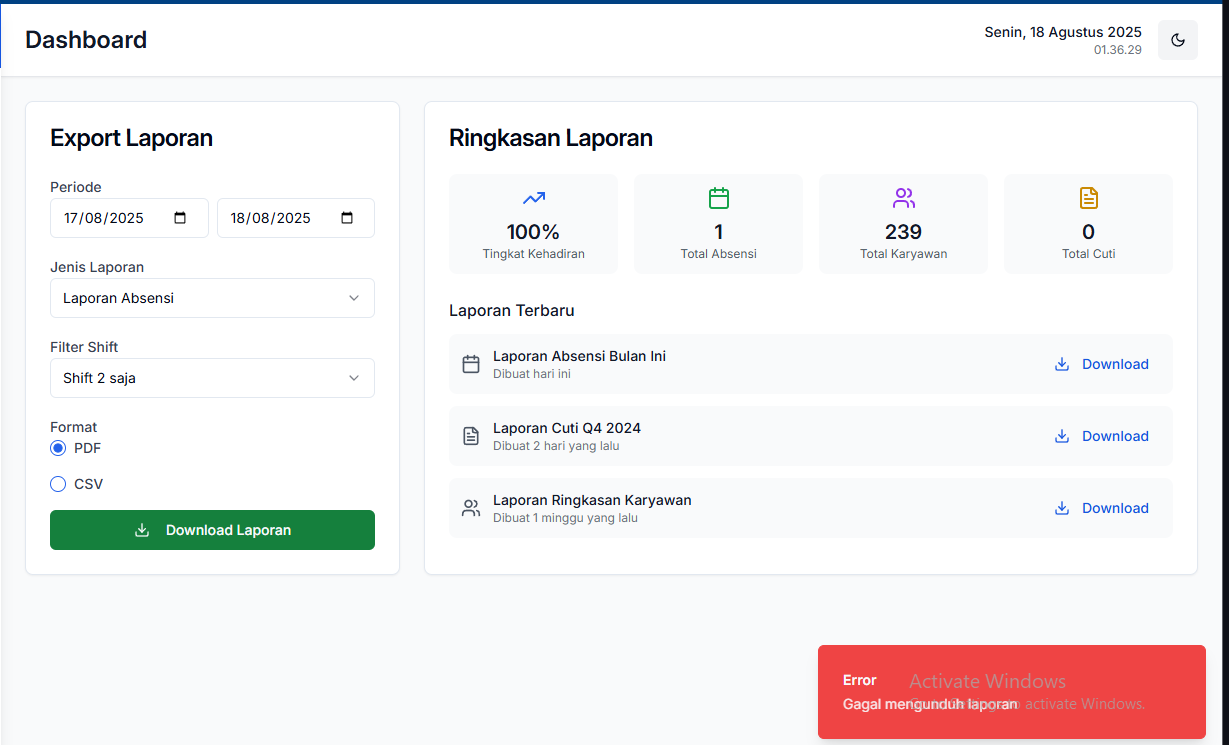 Dashboard
Senin, 18 Agustus 2025
01.36.29
Export Laporan
Periode
17/08/2025
18/08/2025
Jenis Laporan
Laporan Absensi
Filter Shift
Shift 2 saja
Format
PDF
CSV
Download Laporan
Ringkasan Laporan
100%
Tingkat Kehadiran
1
Total Absensi
239
Total Karyawan
0
Total Cuti
Laporan Terbaru
Laporan Absensi Bulan Ini
Dibuat hari ini
Download
Laporan Cuti Q4 2024
Dibuat 2 hari yang lalu
Download
Laporan Ringkasan Karyawan
Dibuat 1 minggu yang lalu
Download
Error
Gagal mengunduh laporan
Activate Windows
to activate Windows.